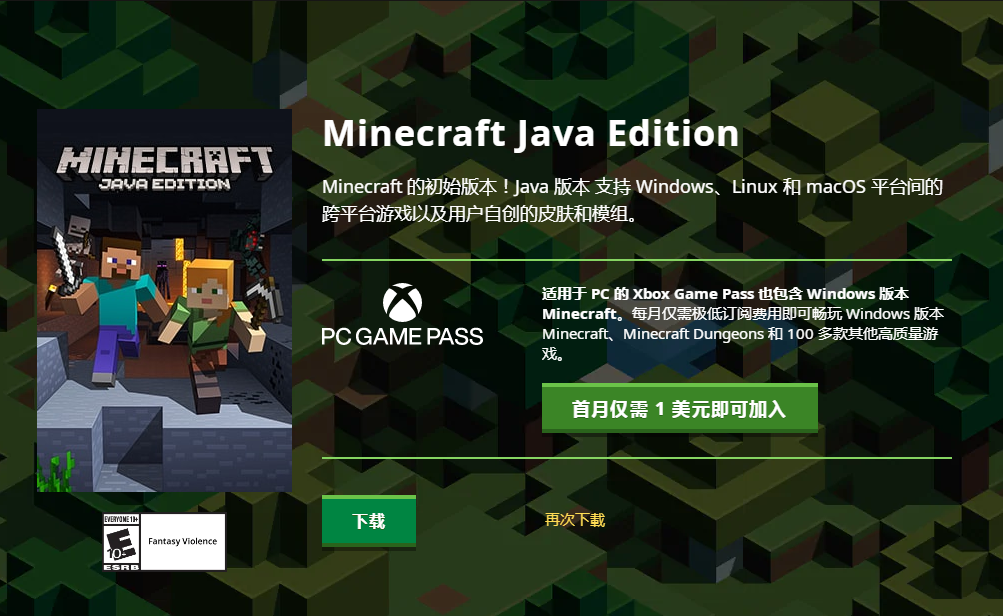 MINECRAFT
JAVA EDITION
Minecraft Java Edition
Minecraft 的初始版本！Java 版本 支持 Windows、Linux 和 macOS 平台间的
跨平台游戏以及用户自创的皮肤和模组。
PC GAME PASS
适用于 PC 的 Xbox Game Pass 也包含 Windows 版本
Minecraft。每月仅需极低订阅费用即可畅玩 Windows 版本
Minecraft、Minecraft Dungeons 和 100 多款其他高质量游
戏。
首月仅需 1 美元即可加入
下载
再次下載
EVERYONE 10+
E
10+
ESRB
Fantasy Violence